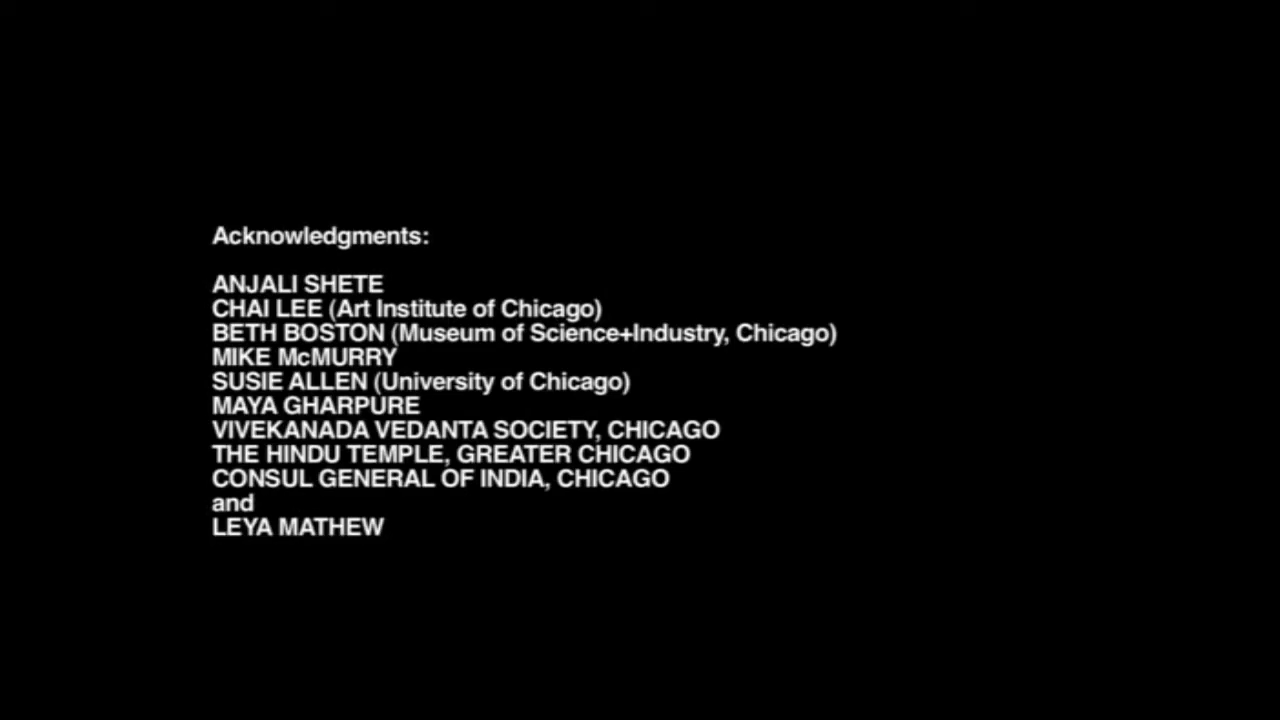 Acknowledgments:
ANJALI SHETE
CHAI LEE (Art Institute of Chicago)
BETH BOSTON (Museum of Science+Industry, Chicago)
MIKE McMURRY
SUSIE ALLEN (University of Chicago)
MAYA GHARPURE
VIVEKANADA VEDANTA SOCIETY, CHICAGO
THE HINDU TEMPLE, GREATER CHICAGO
CONSUL GENERAL OF INDIA, CHICAGO
and
LEYA MATHEW